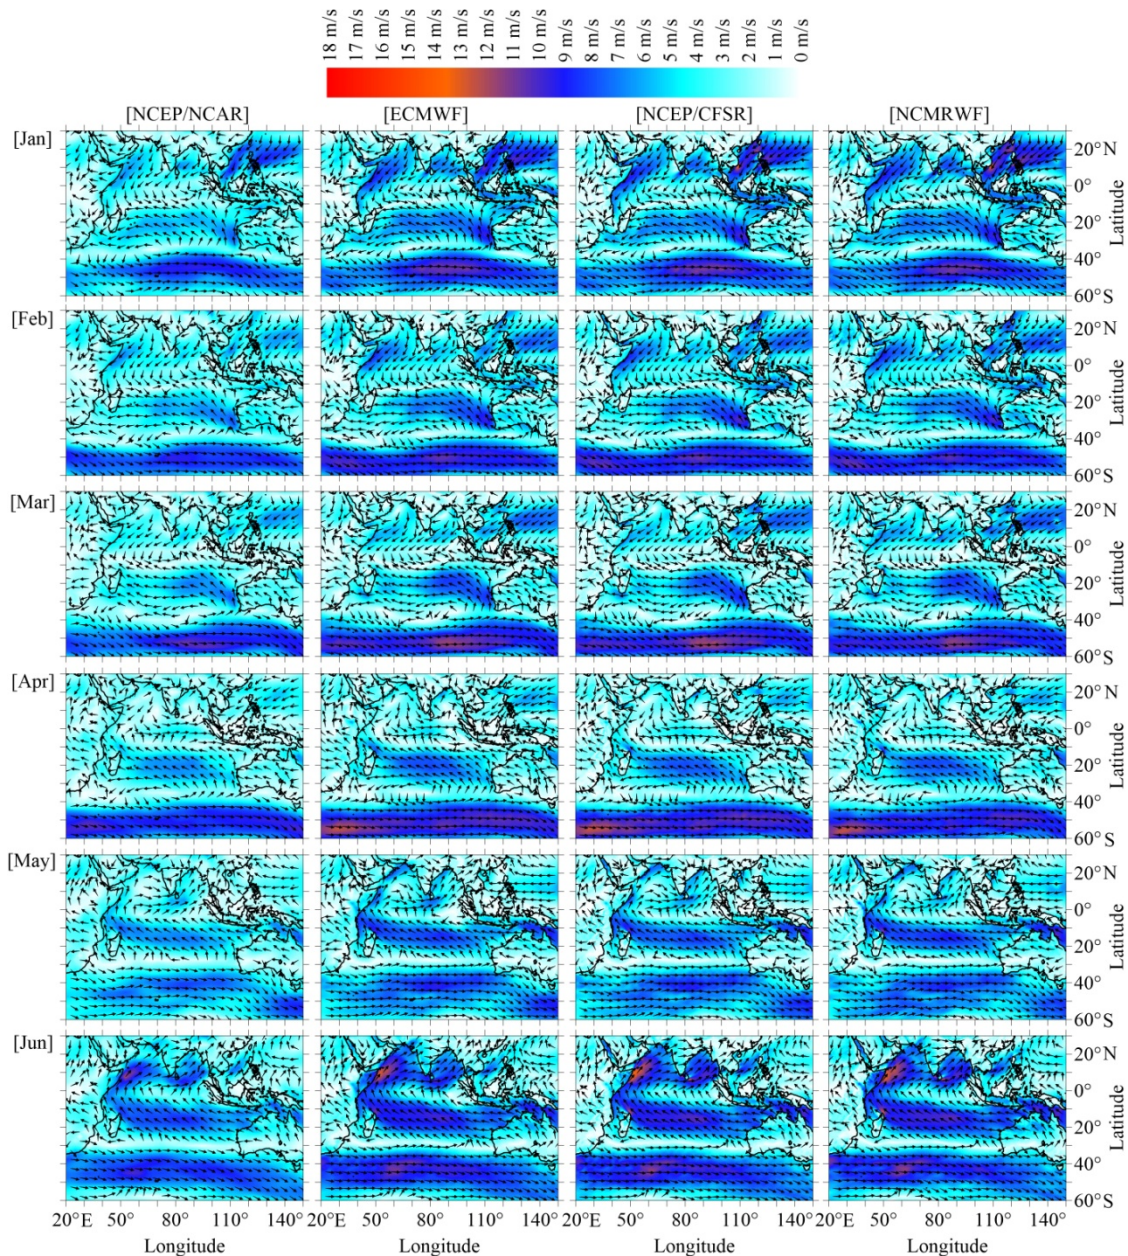 18 m/s
17 m/s
16 m/s
15 m/s
14 m/s
13 m/s
12 m/s
11 m/s
10 m/s
9 m/s
8 m/s
7 m/s
6 m/s
5 m/s
4 m/s
3 m/s
2 m/s
1 m/s
0 m/s
[NCEP/NCAR] [ECMWF] [NCEP/CFSR] [NCMRWF]
[Jan]
20°N
0°
20°
40°
60°S
Latitude
[Feb]
20°N
0°
20°
40°
60°S
Latitude
[Mar]
20°N
0°
20°
40°
60°S
Latitude
[Apr]
20°N
0°
20°
40°
60°S
Latitude
[May]
20°N
0°
20°
40°
60°S
Latitude
[Jun]
20°N
0°
20°
40°
60°S
Latitude
20°E 50° 80° 110° 140° 20°E 50° 80° 110° 140° 20°E 50° 80° 110° 140° 20°E 50° 80° 110° 140°
Longitude Longitude Longitude Longitude